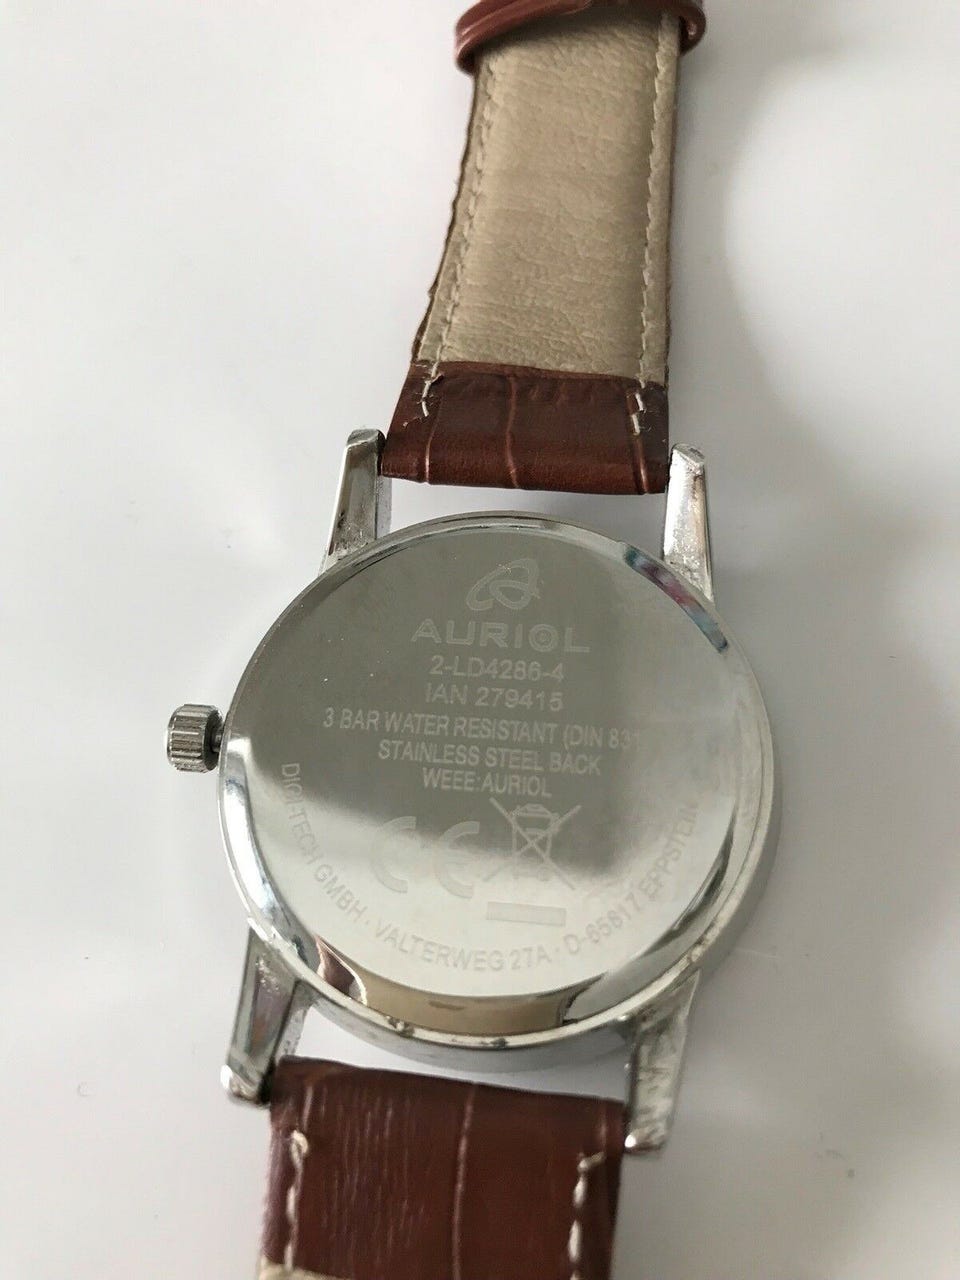 AURIOL
2-LD4286-4
IAN 279415
3 BAR WATER RESISTANT (DIN 831
STAINLESS STEEL BACK
WEEE:AURIOL
CE
DIGI-TECH GMBH · VALTERWEG 27A · D-65817 EPPSTEIN